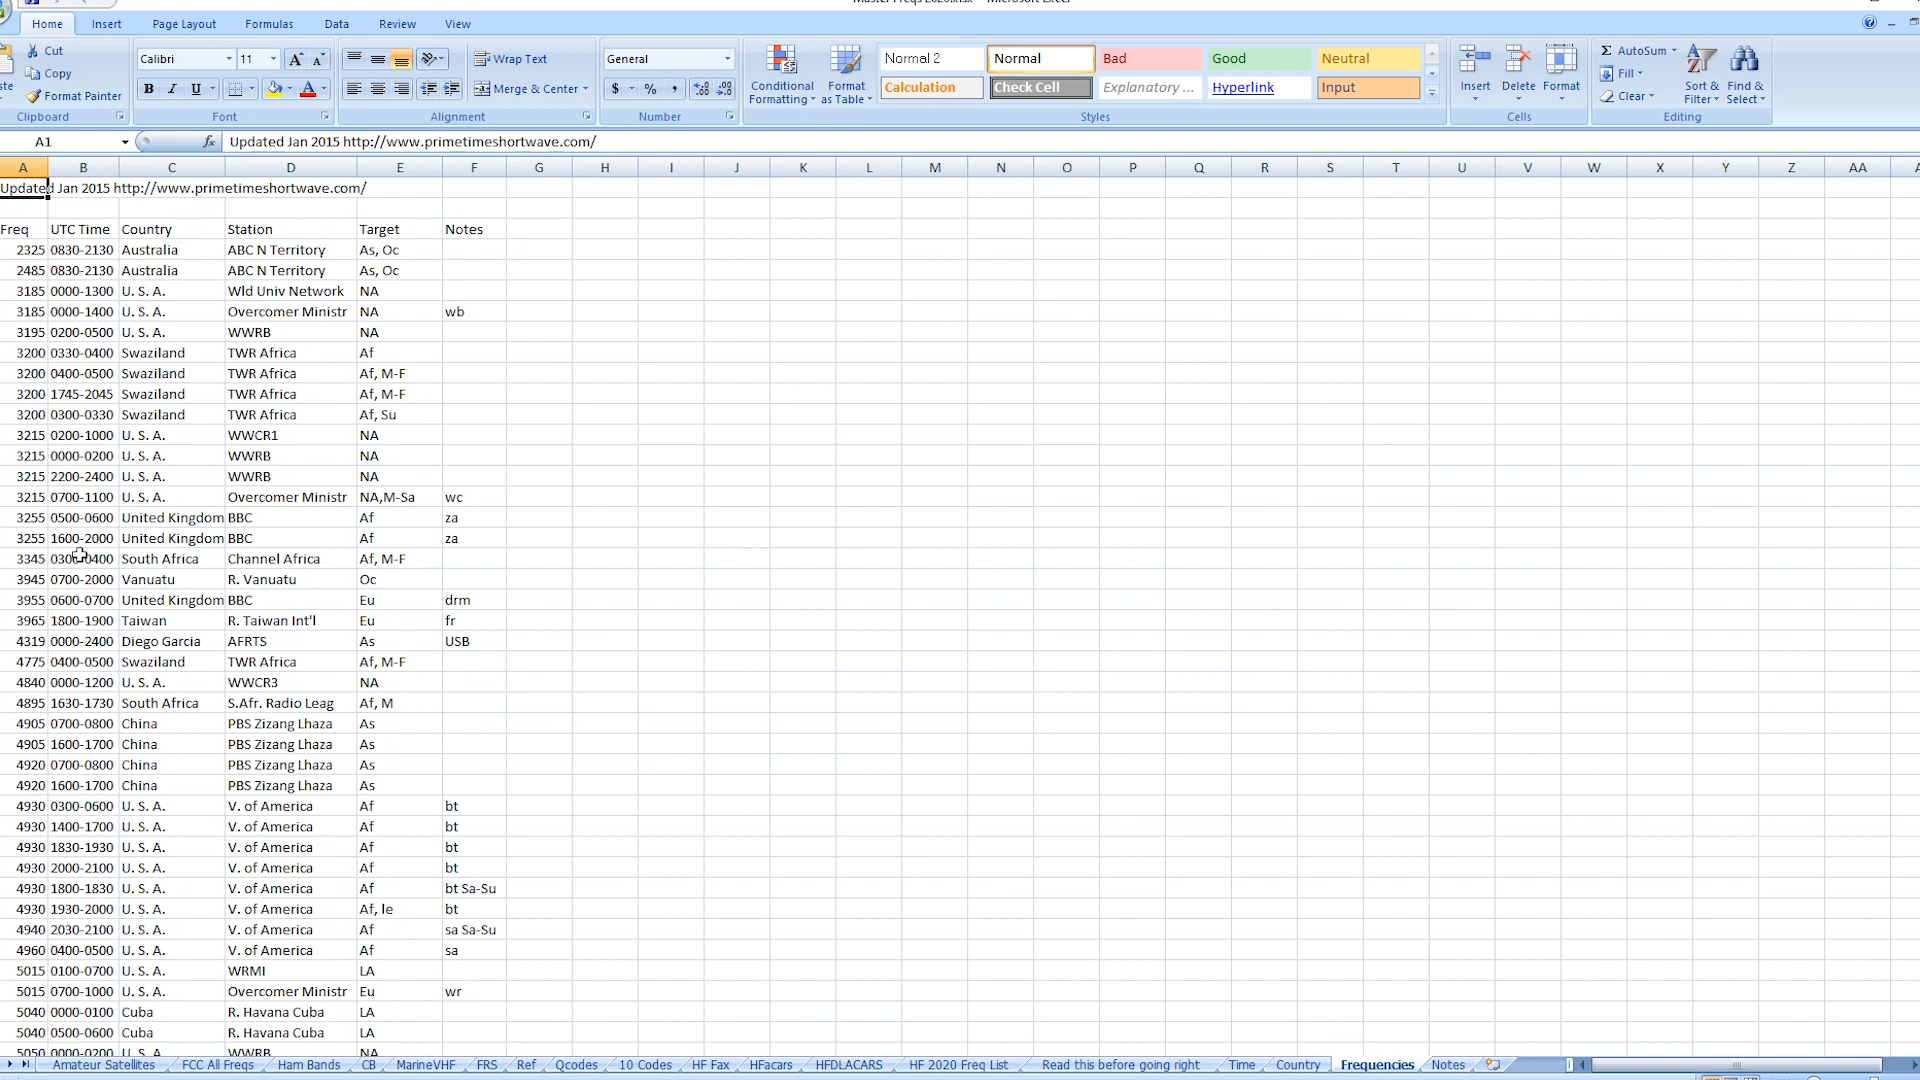 Home Insert Page Layout Formulas Data Review View
Cut
Copy
Format Painter
Clipboard
Calibri 11
B I U
Font
Wrap Text
Merge & Center
Alignment
General
$ % ,
Number
Conditional Formatting
Format as Table
Normal 2 Normal Bad Good Neutral
Calculation Check Cell Explanatory ... Hyperlink Input
Styles
Insert Delete Format
Cells
AutoSum
Fill
Clear
Sort & Filter
Find & Select
Editing
A1 fx Updated Jan 2015 http://www.primetimeshortwave.com/
A B C D E F G H I J K L M N O P Q R S T U V W X Y Z AA
Updated Jan 2015 http://www.primetimeshortwave.com/
Freq UTC Time Country Station Target Notes
2325 0830-2130 Australia ABC N Territory As, Oc
2485 0830-2130 Australia ABC N Territory As, Oc
3185 0000-1300 U. S. A. Wld Univ Network NA
3185 0000-1400 U. S. A. Overcomer Ministr NA wb
3195 0200-0500 U. S. A. WWRB NA
3200 0330-0400 Swaziland TWR Africa Af
3200 0400-0500 Swaziland TWR Africa Af, M-F
3200 1745-2045 Swaziland TWR Africa Af, M-F
3200 0300-0330 Swaziland TWR Africa Af, Su
3215 0200-1000 U. S. A. WWCR1 NA
3215 0000-0200 U. S. A. WWRB NA
3215 2200-2400 U. S. A. WWRB NA
3215 0700-1100 U. S. A. Overcomer Ministr NA,M-Sa wc
3255 0500-0600 United Kingdom BBC Af za
3255 1600-2000 United Kingdom BBC Af za
3345 0300-0400 South Africa Channel Africa Af, M-F
3945 0700-2000 Vanuatu R. Vanuatu Oc
3955 0600-0700 United Kingdom BBC Eu drm
3965 1800-1900 Taiwan R. Taiwan Int'l Eu fr
4319 0000-2400 Diego Garcia AFRTS As USB
4775 0400-0500 Swaziland TWR Africa Af, M-F
4840 0000-1200 U. S. A. WWCR3 NA
4895 1630-1730 South Africa S.Afr. Radio Leag Af, M
4905 0700-0800 China PBS Zizang Lhaza As
4905 1600-1700 China PBS Zizang Lhaza As
4920 0700-0800 China PBS Zizang Lhaza As
4920 1600-1700 China PBS Zizang Lhaza As
4930 0300-0600 U. S. A. V. of America Af bt
4930 1400-1700 U. S. A. V. of America Af bt
4930 1830-1930 U. S. A. V. of America Af bt
4930 2000-2100 U. S. A. V. of America Af bt
4930 1800-1830 U. S. A. V. of America Af bt Sa-Su
4930 1930-2000 U. S. A. V. of America Af, Ie bt
4940 2030-2100 U. S. A. V. of America Af sa Sa-Su
4960 0400-0500 U. S. A. V. of America Af sa
5015 0100-0700 U. S. A. WRMI LA
5015 0700-1000 U. S. A. Overcomer Ministr Eu wr
5040 0000-0100 Cuba R. Havana Cuba LA
5040 0500-0600 Cuba R. Havana Cuba LA
5050 0000-0200 U. S. A. WWRB NA
Amateur Satellites FCC All Freqs Ham Bands CB MarineVHF FRS Ref Qcodes 10 Codes HF Fax HFacars HFDLACARS HF 2020 Freq List Read this before going right Time Country Frequencies Notes